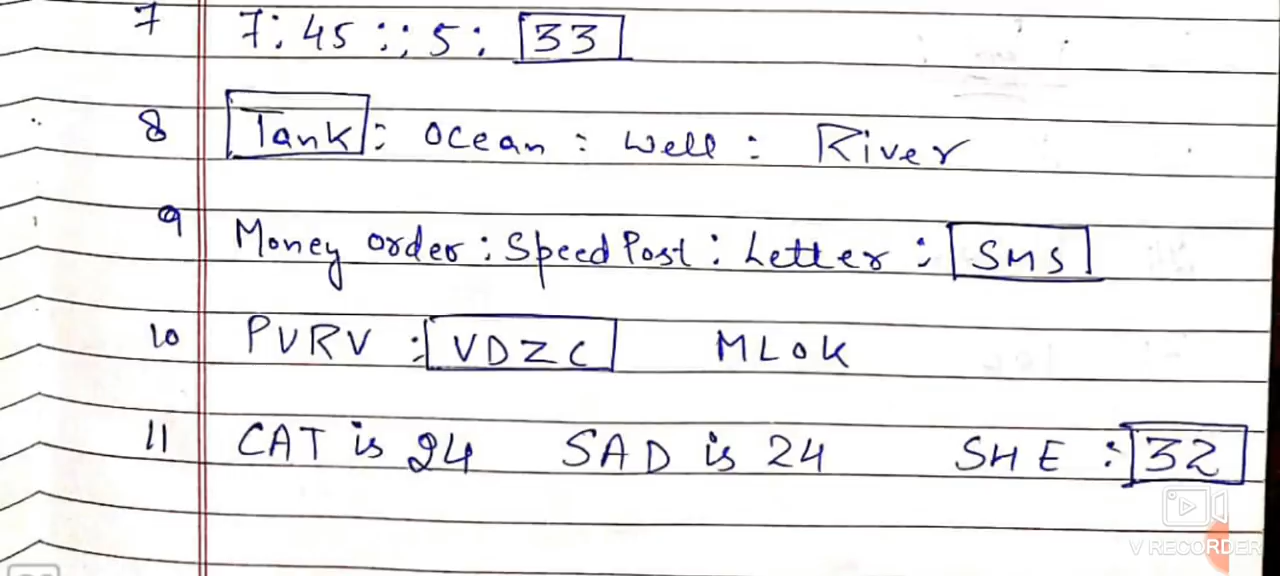 7 7: 45 :: 5: 33
8 Tank: Ocean : Well : River
9 Money order : Speed Post : Letter : SMS
10 PVRV : VDZC MLOK
11 CAT is 24 SAD is 24 SHE : 32
V RECORDER